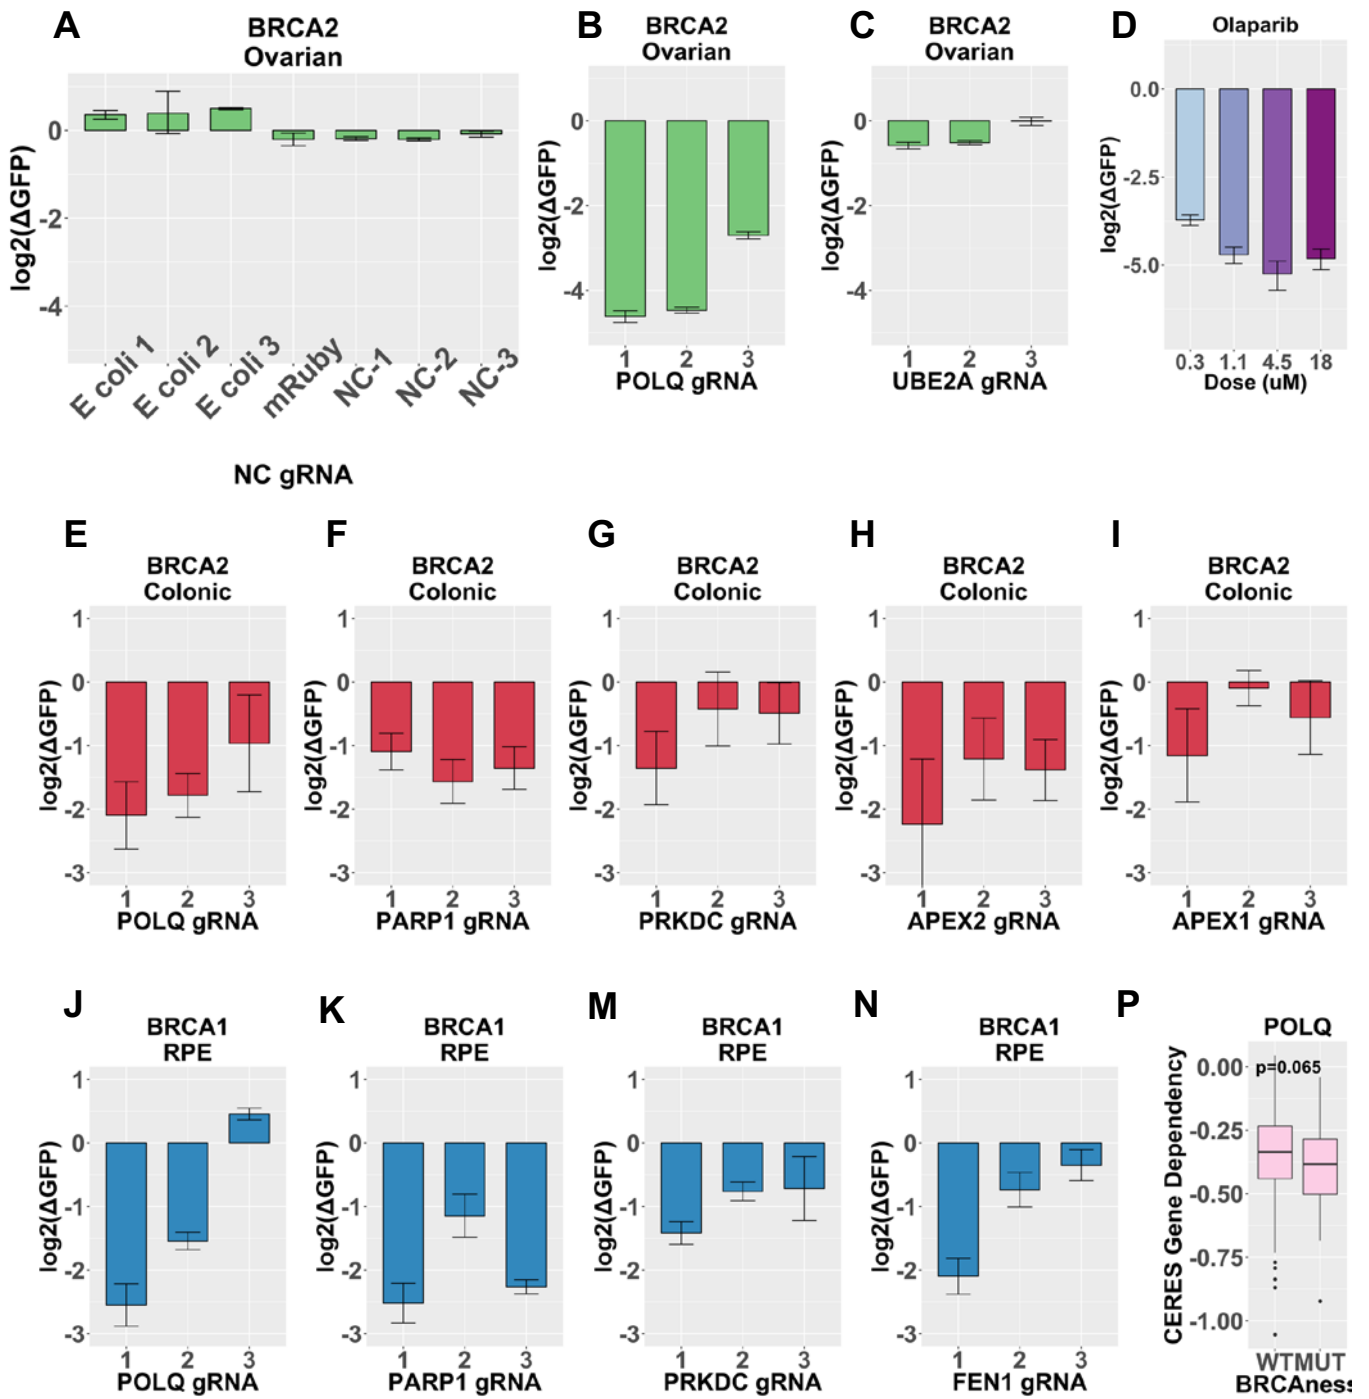 A
BRCA2
Ovarian
log2(ΔGFP)
0
-2
-4
E coli 1
E coli 2
E coli 3
mRuby
NC-1
NC-2
NC-3
NC gRNA
B
BRCA2
Ovarian
log2(ΔGFP)
0
-2
-4
1 2 3
POLQ gRNA
C
BRCA2
Ovarian
log2(ΔGFP)
0
-2
-4
1 2 3
UBE2A gRNA
D
Olaparib
log2(ΔGFP)
0.0
-2.5
-5.0
0.3 1.1 4.5 18
Dose (uM)
E
BRCA2
Colonic
log2(ΔGFP)
1
0
-1
-2
-3
1 2 3
POLQ gRNA
F
BRCA2
Colonic
log2(ΔGFP)
1
0
-1
-2
-3
1 2 3
PARP1 gRNA
G
BRCA2
Colonic
log2(ΔGFP)
1
0
-1
-2
-3
1 2 3
PRKDC gRNA
H
BRCA2
Colonic
log2(ΔGFP)
1
0
-1
-2
-3
1 2 3
APEX2 gRNA
I
BRCA2
Colonic
log2(ΔGFP)
1
0
-1
-2
-3
1 2 3
APEX1 gRNA
J
BRCA1
RPE
log2(ΔGFP)
1
0
-1
-2
-3
1 2 3
POLQ gRNA
K
BRCA1
RPE
log2(ΔGFP)
1
0
-1
-2
-3
1 2 3
PARP1 gRNA
M
BRCA1
RPE
log2(ΔGFP)
1
0
-1
-2
-3
1 2 3
PRKDC gRNA
N
BRCA1
RPE
log2(ΔGFP)
1
0
-1
-2
-3
1 2 3
FEN1 gRNA
P
POLQ
CERES Gene Dependency
0.00
-0.25
-0.50
-0.75
-1.00
p=0.065
WT MUT
BRCAness